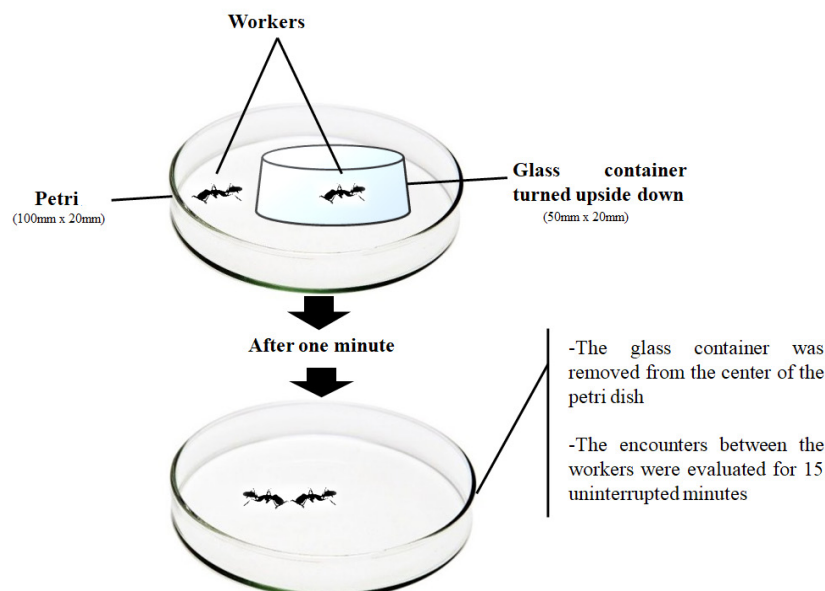 Workers
Petri
(100mm x 20mm)
Glass container
turned upside down
(50mm x 20mm)
After one minute
-The glass container was
removed from the center of the
petri dish
-The encounters between the
workers were evaluated for 15
uninterrupted minutes